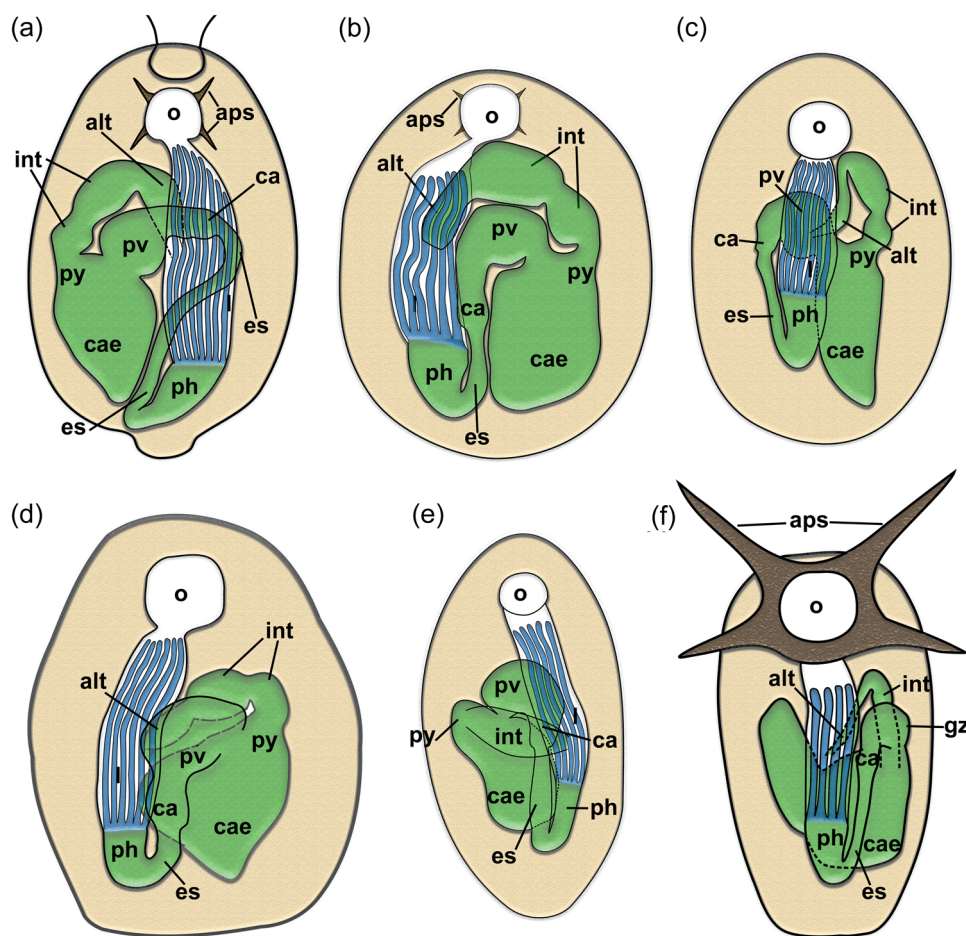 (a)
o
aps
alt
int
ca
pv
py
l
es
cae
ph
es
(b)
aps
o
int
alt
pv
py
l
ca
cae
ph
es
(c)
o
pv
int
ca
alt
py
l
es
ph
cae
(d)
o
int
alt
py
pv
l
ca
cae
ph
es
(e)
o
pv
l
py
int
ca
cae
ph
es
(f)
aps
o
alt
int
gz
ca
ph
cae
es